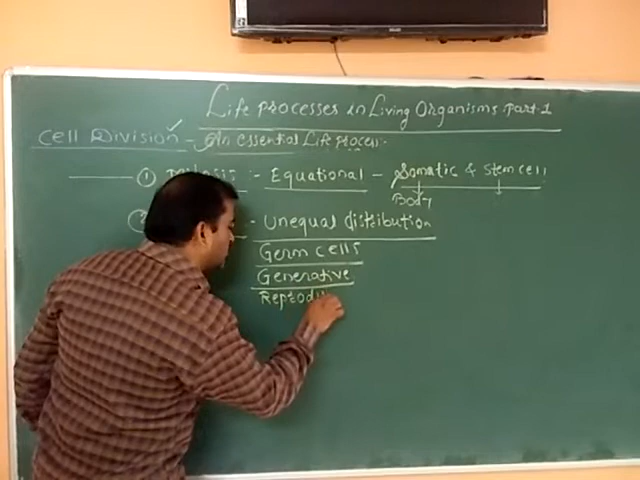 Life processes in Living Organisms Part-1
Cell Division ✓ - An essential Life process.
① :- Equational - Somatic & Stem cell
Body
- Unequal distribution
Germ cells
Generative
Reprodu